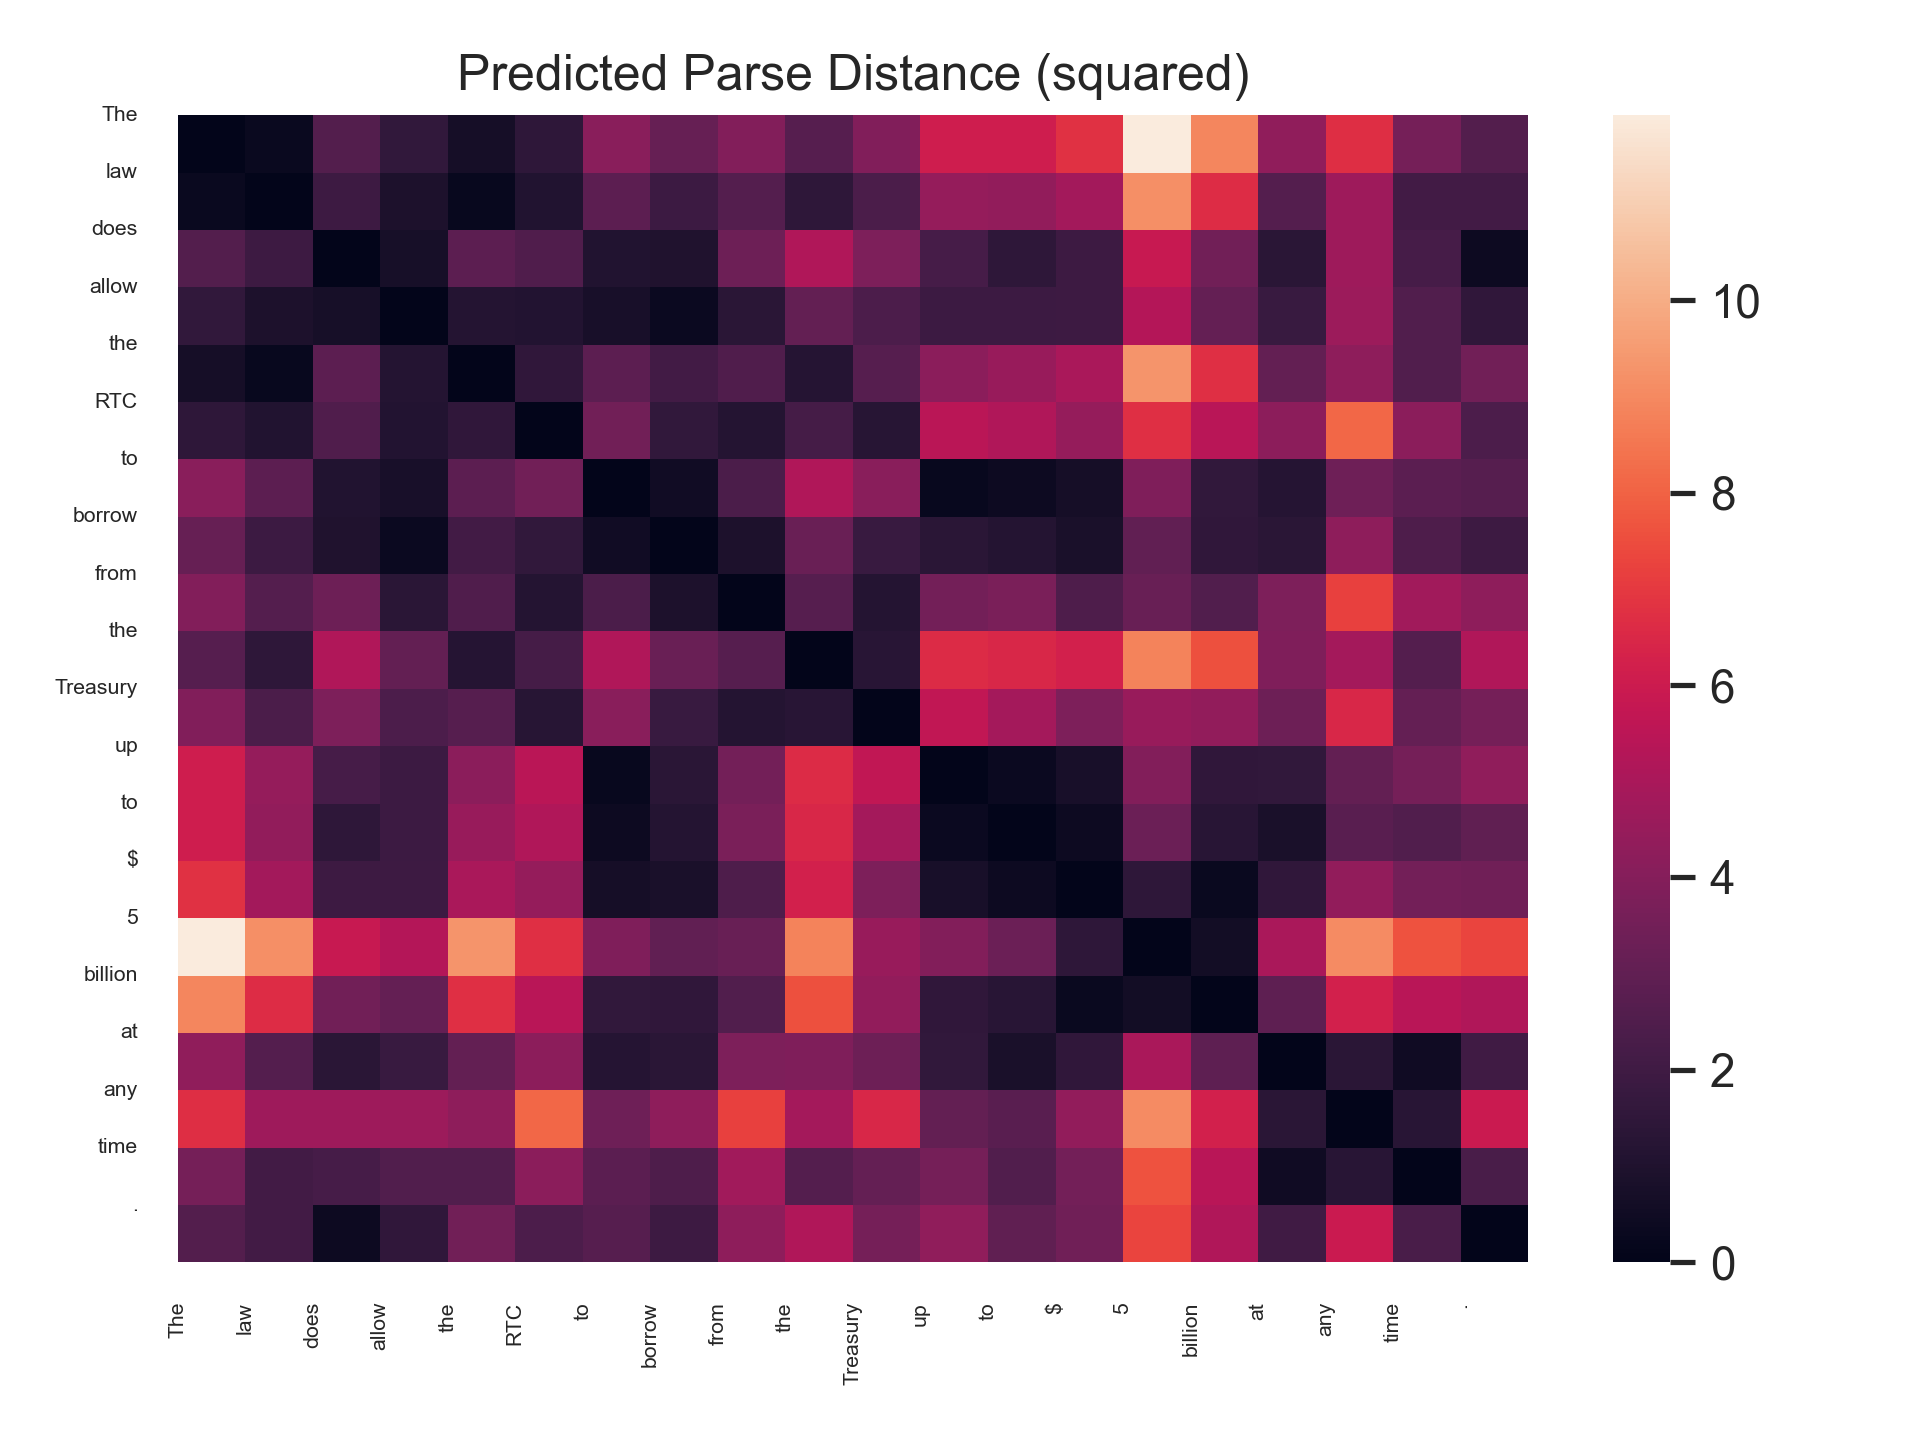 Predicted Parse Distance (squared)
The
law
does
allow
the
RTC
to
borrow
from
the
Treasury
up
to
$
5
billion
at
any
time
.
10
8
6
4
2
0
The
law
does
allow
the
RTC
to
borrow
from
the
Treasury
up
to
$
5
billion
at
any
time
.